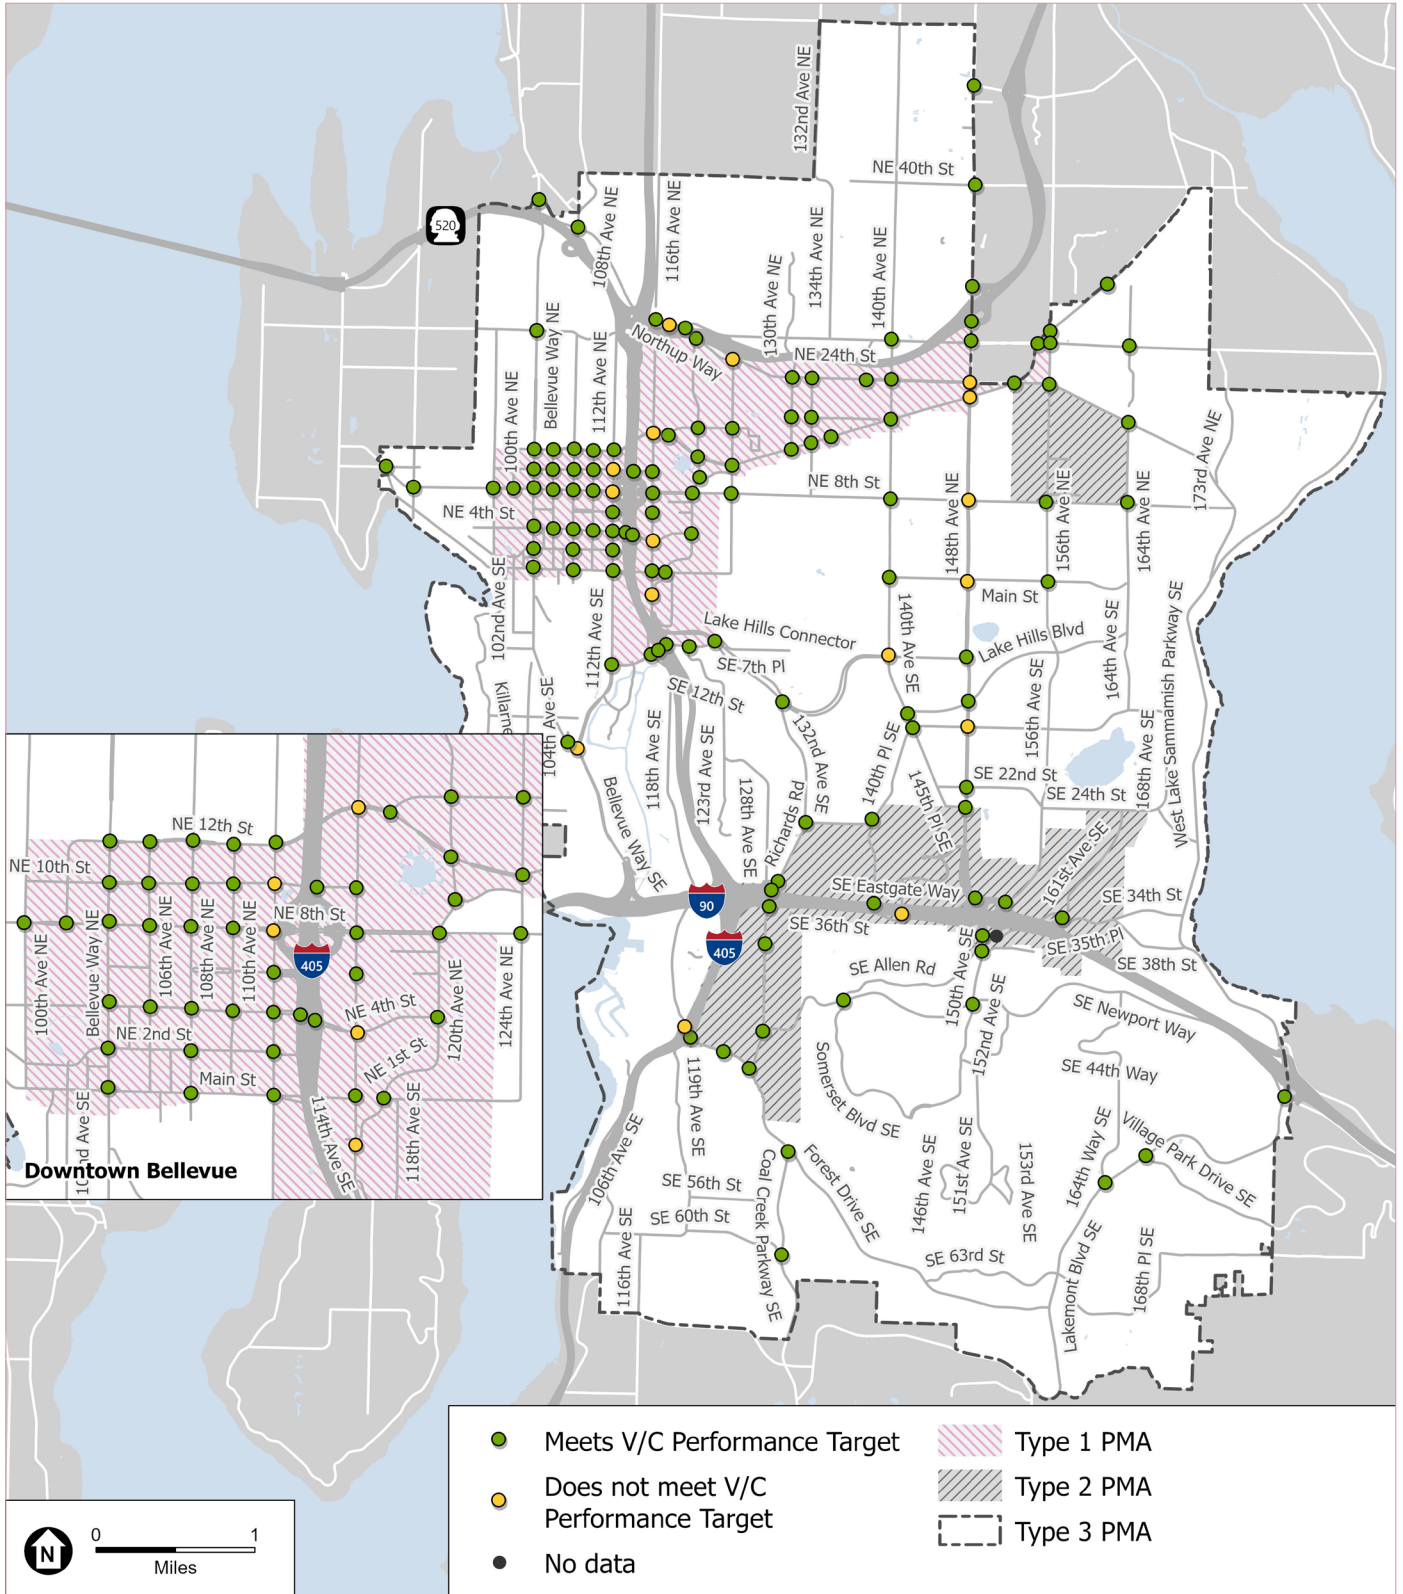 132nd Ave NE
NE 40th St
520
108th Ave NE
116th Ave NE
134th Ave NE
140th Ave NE
130th Ave NE
Northup Way
NE 24th St
Bellevue Way NE
112th Ave NE
100th Ave NE
NE 8th St
NE 4th St
148th Ave NE
156th Ave NE
164th Ave NE
173rd Ave NE
102nd Ave SE
112th Ave SE
Main St
Lake Hills Connector
Lake Hills Blvd
140th Ave SE
164th Ave SE
West Lake Sammamish Parkway SE
SE 7th Pl
SE 12th St
Killarne
104th Ave SE
118th Ave SE
123rd Ave SE
128th Ave SE
132nd Ave SE
140th Pl SE
145th Pl SE
156th Ave SE
168th Ave SE
SE 22nd St
SE 24th St
Bellevue Way SE
Richards Rd
161st Ave SE
SE Eastgate Way
SE 34th St
90
405
SE 36th St
SE 35th Pl
SE 38th St
SE Allen Rd
150th Ave SE
152nd Ave SE
SE Newport Way
SE 44th Way
119th Ave SE
Somerset Blvd SE
106th Ave SE
SE 56th St
SE 60th St
116th Ave SE
Coal Creek Parkway SE
Forest Drive SE
146th Ave SE
151st Ave SE
153rd Ave SE
164th Way SE
Village Park Drive SE
SE 63rd St
Lakemont Blvd SE
168th Pl SE
NE 12th St
NE 10th St
NE 8th St
100th Ave NE
Bellevue Way NE
106th Ave NE
108th Ave NE
110th Ave NE
405
NE 4th St
120th Ave NE
124th Ave NE
NE 2nd St
NE 1st St
Main St
114th Ave SE
118th Ave SE
Downtown Bellevue
Meets V/C Performance Target
Does not meet V/C
Performance Target
No data
Type 1 PMA
Type 2 PMA
Type 3 PMA
N
0 1
Miles